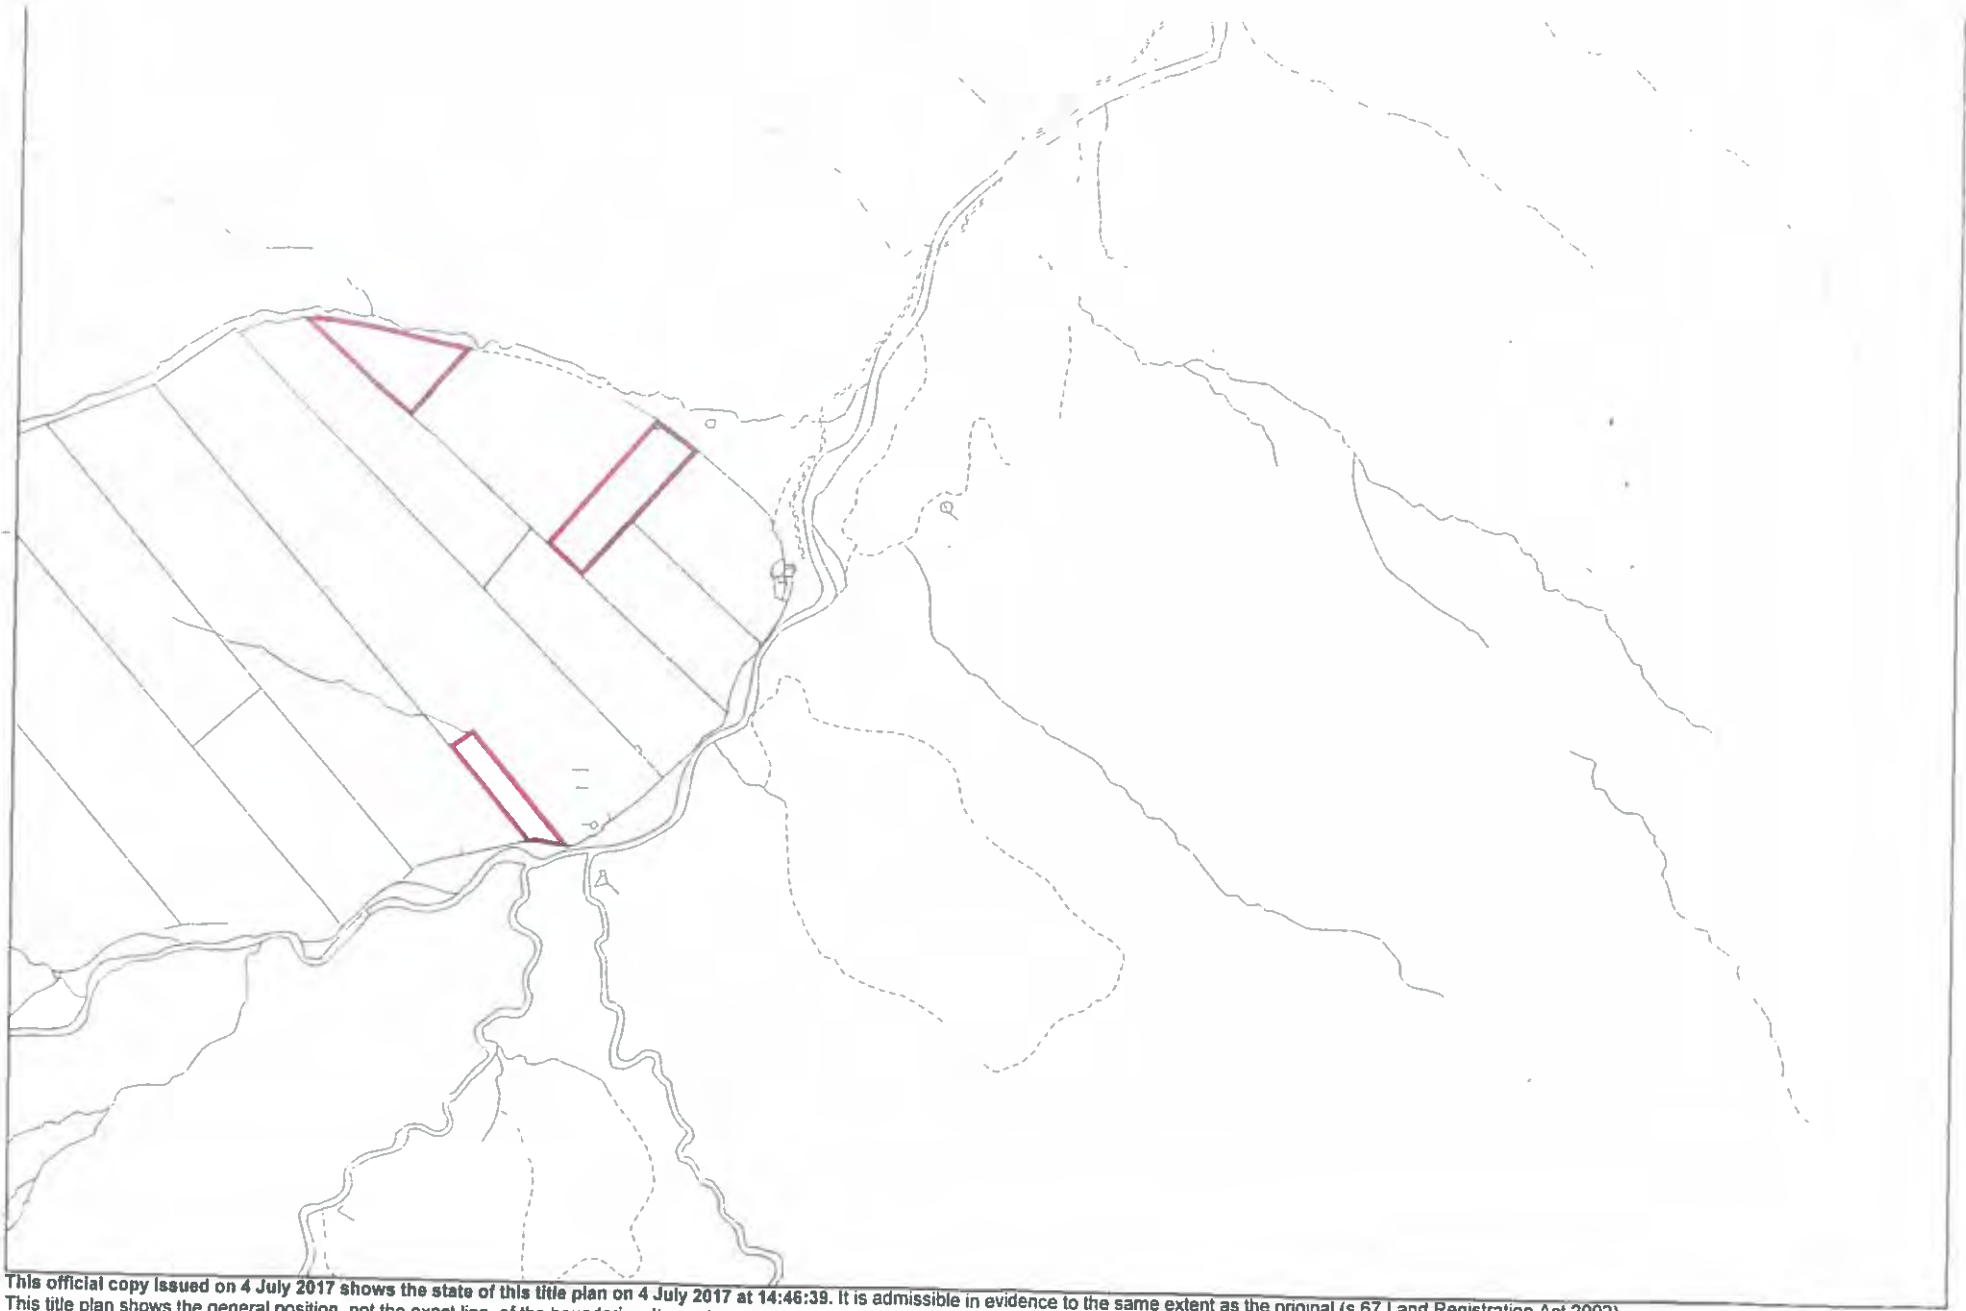 This official copy issued on 4 July 2017 shows the state of this title plan on 4 July 2017 at 14:46:39. It is admissible in evidence to the same extent as the original (s.67 Land Registration Act 2002).
This title plan shows the general position, not the exact line, of the boundaries.